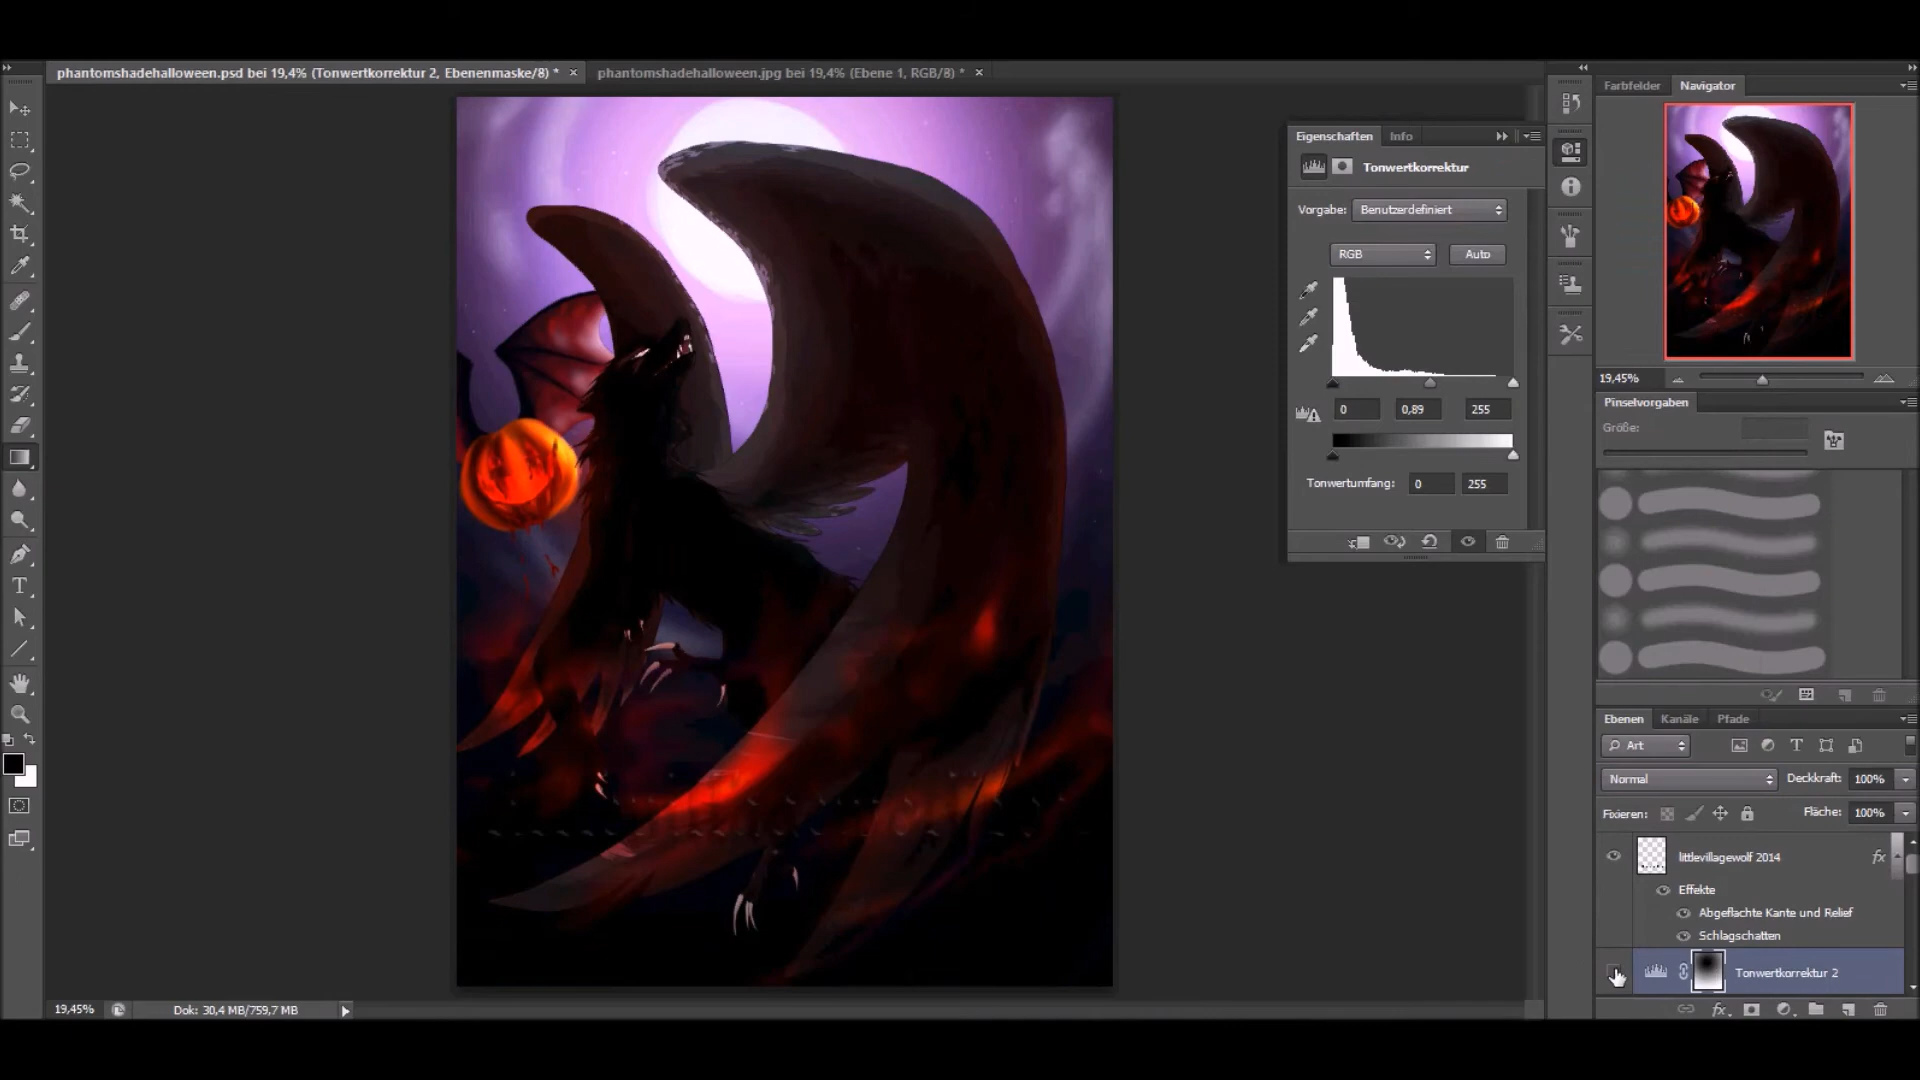 phantomshadehalloween.psd bei 19,4% (Tonwertkorrektur 2, Ebenenmaske/8) *
phantomshadehalloween.jpg bei 19,4% (Ebene 1, RGB/8) *
Farbfelder
Navigator
Eigenschaften
Info
Tonwertkorrektur
Vorgabe: Benutzerdefiniert
RGB
Auto
0
0,89
255
Tonwertumfang: 0 255
19,45%
Pinselvorgaben
Größe:
Ebenen
Kanäle
Pfade
Art
Normal
Deckkraft: 100%
Fixieren:
Fläche: 100%
littlevillagewolf 2014
fx
Effekte
Abgeflachte Kante und Relief
Schlagschatten
Tonwertkorrektur 2
19,45%
Dok: 30,4 MB/759,7 MB
fx